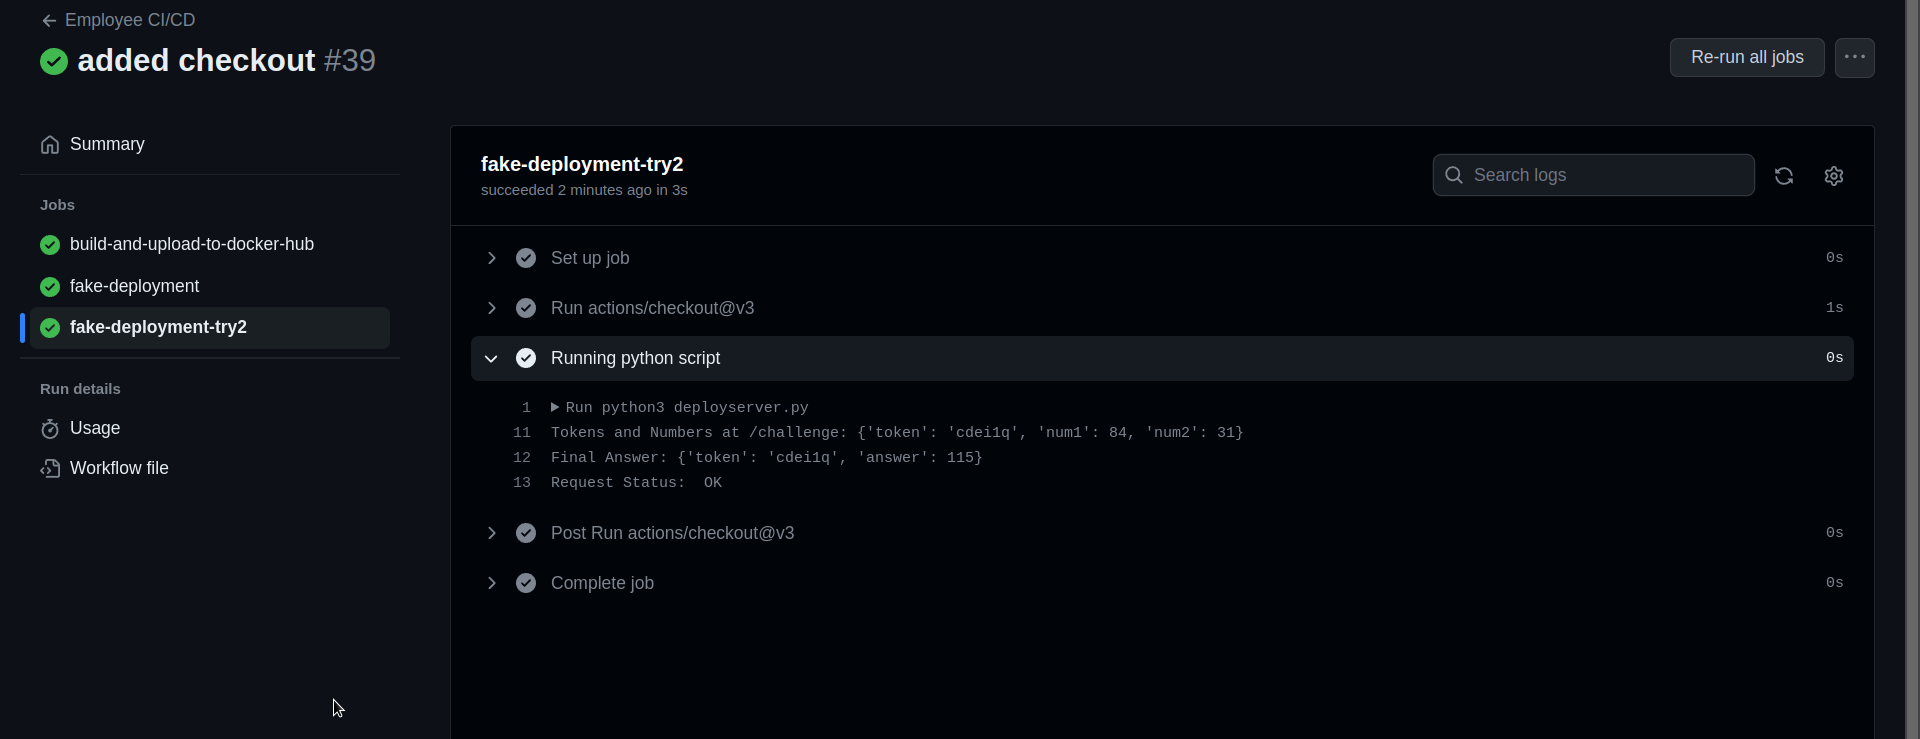 Employee CI/CD
added checkout #39
Re-run all jobs
Summary
Jobs
build-and-upload-to-docker-hub
fake-deployment
fake-deployment-try2
Run details
Usage
Workflow file
fake-deployment-try2
succeeded 2 minutes ago in 3s
Search logs
Set up job 0s
Run actions/checkout@v3 1s
Running python script 0s
1 Run python3 deployserver.py
11 Tokens and Numbers at /challenge: {'token': 'cdei1q', 'num1': 84, 'num2': 31}
12 Final Answer: {'token': 'cdei1q', 'answer': 115}
13 Request Status:  OK
Post Run actions/checkout@v3 0s
Complete job 0s